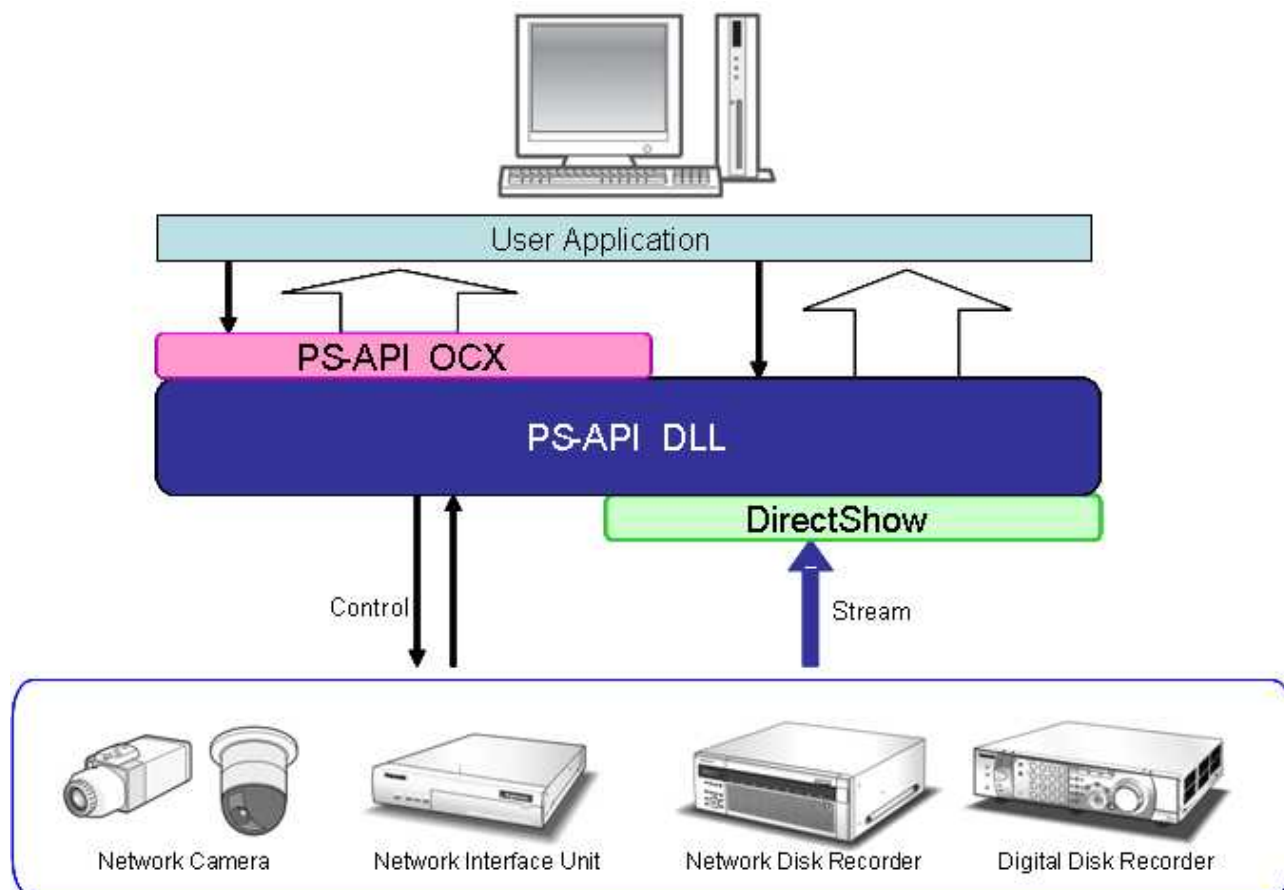 User Application
PS-API OCX
PS-API DLL
DirectShow
Control
Stream
Network Camera
Network Interface Unit
Network Disk Recorder
Digital Disk Recorder